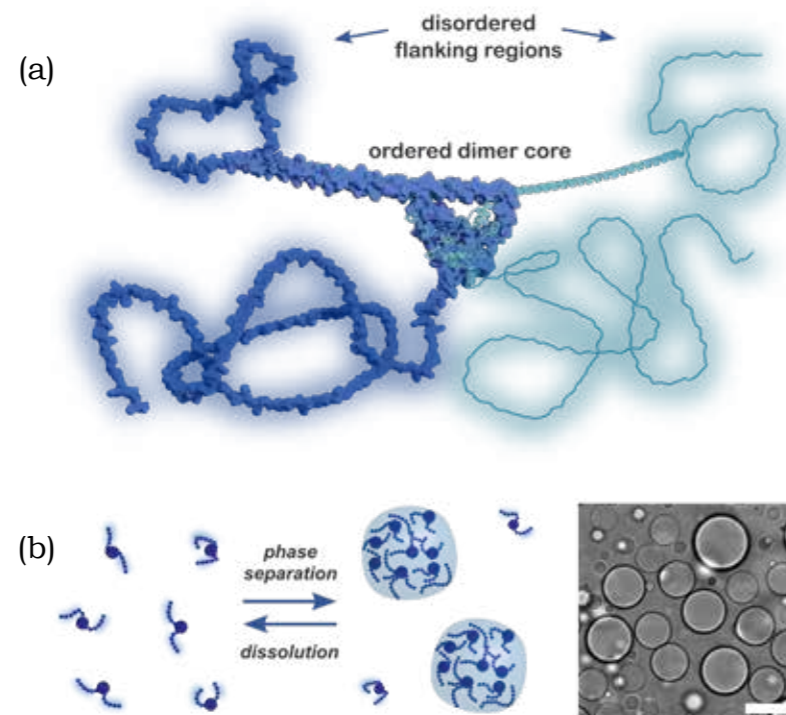 disordered
flanking regions
(a)
ordered dimer core
(b)
phase
separation
dissolution